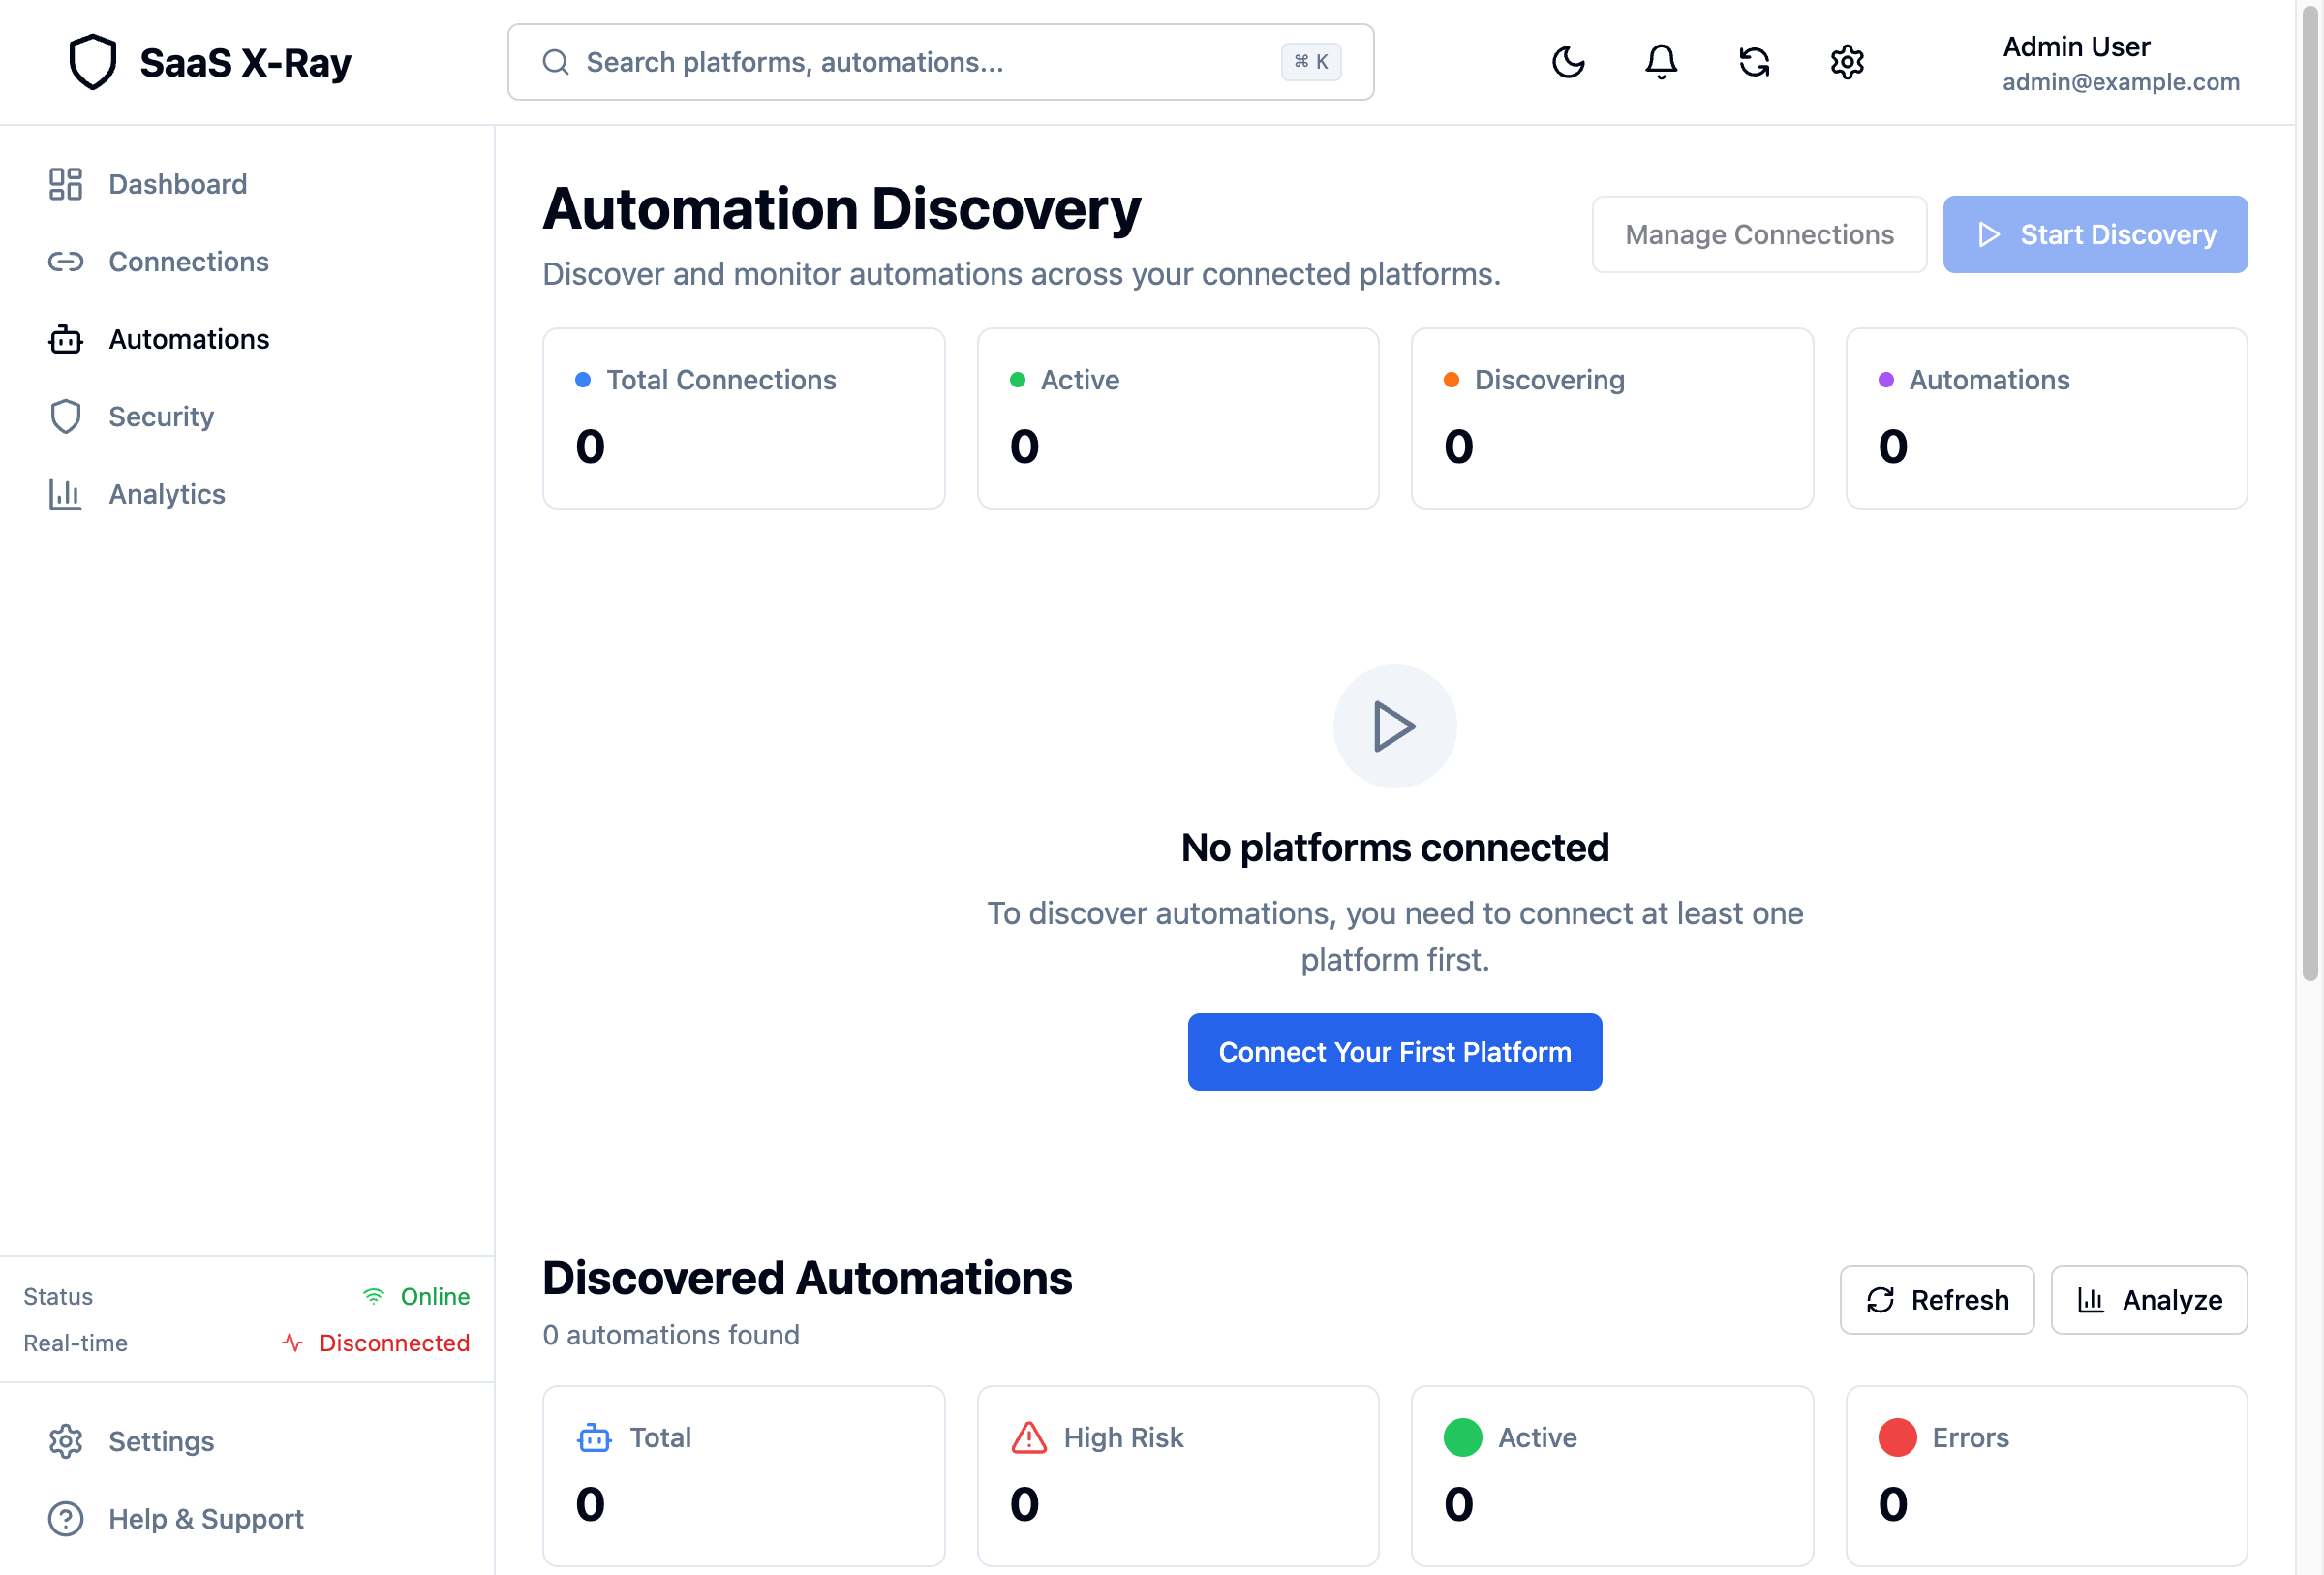 SaaS X-Ray
Search platforms, automations...
⌘ K
Admin User
admin@example.com
Dashboard
Connections
Automations
Security
Analytics
Status
Online
Real-time
Disconnected
Settings
Help & Support
Automation Discovery
Discover and monitor automations across your connected platforms.
Manage Connections
Start Discovery
Total Connections
0
Active
0
Discovering
0
Automations
0
No platforms connected
To discover automations, you need to connect at least one
platform first.
Connect Your First Platform
Discovered Automations
0 automations found
Refresh
Analyze
Total
0
High Risk
0
Active
0
Errors
0